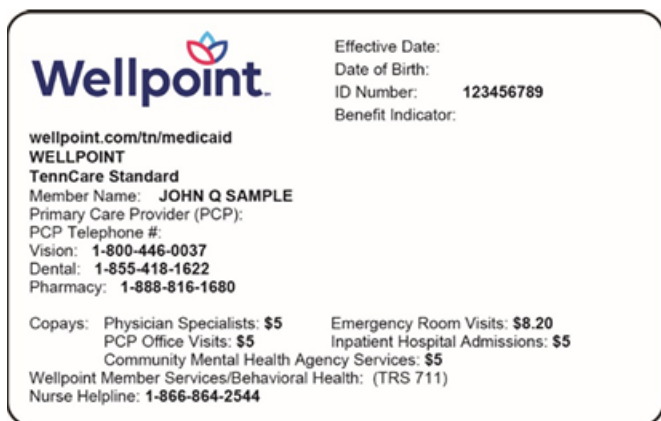 Wellpoint
Effective Date:
Date of Birth:
ID Number: 123456789
Benefit Indicator:
wellpoint.com/tn/medicaid
WELLPOINT
TennCare Standard
Member Name: JOHN Q SAMPLE
Primary Care Provider (PCP):
PCP Telephone #:
Vision: 1-800-446-0037
Dental: 1-855-418-1622
Pharmacy: 1-888-816-1680
Copays: Physician Specialists: $5 Emergency Room Visits: $8.20
PCP Office Visits: $5 Inpatient Hospital Admissions: $5
Community Mental Health Agency Services: $5
Wellpoint Member Services/Behavioral Health: (TRS 711)
Nurse Helpline: 1-866-864-2544